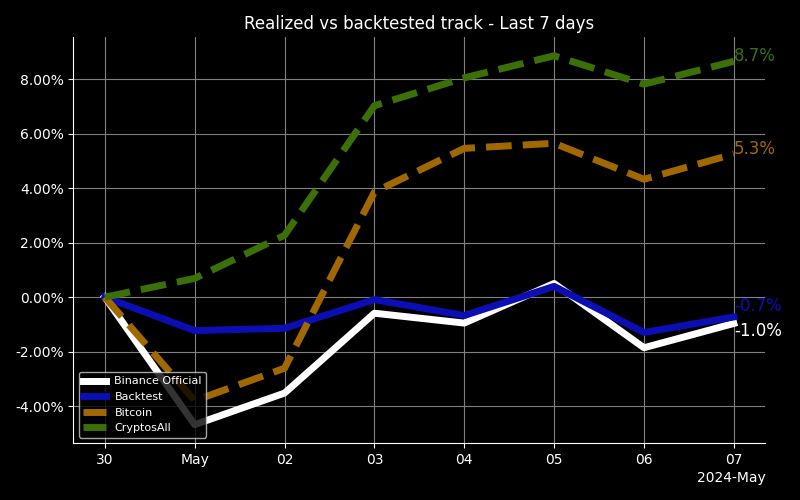 Realized vs backtested track - Last 7 days
8.00%
6.00%
4.00%
2.00%
0.00%
-2.00%
-4.00%
8.7%
5.3%
-0.7%
-1.0%
Binance Official
Backtest
Bitcoin
CryptosAll
30 May 02 03 04 05 06 07
2024-May